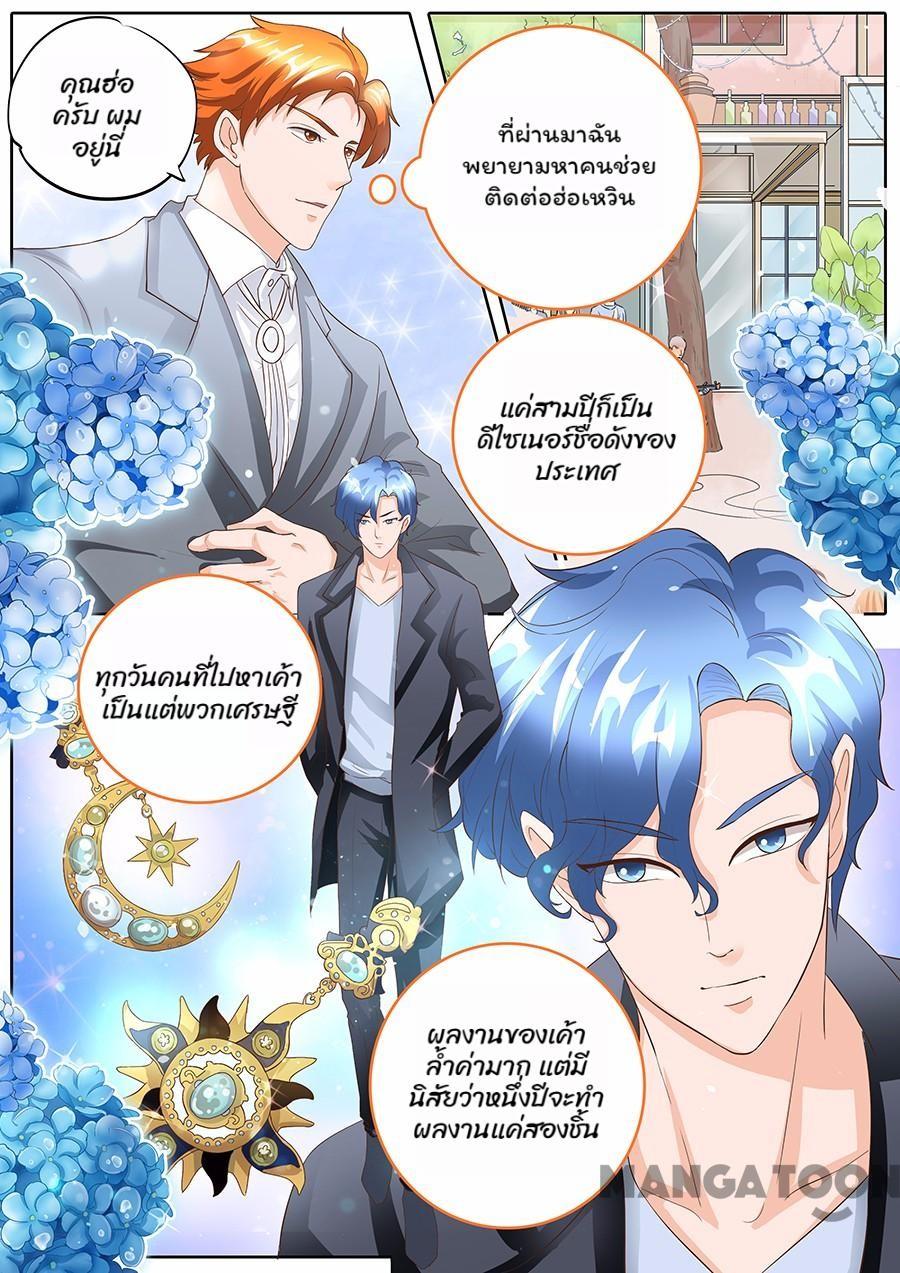 คุณฮ่อ
ครับ ผม
อยู่นี่
ที่ผ่านมาฉัน
พยายามหาคนช่วย
ติดต่อฮ่อเหวิน
แค่สามปีก็เป็น
ดีไซเนอร์ชื่อดังของ
ประเทศ
ทุกวันคนที่ไปหาเค้า
เป็นแต่พวกเศรษฐี
ผลงานของเค้า
ล้ำค่ามาก แต่มี
นิสัยว่าหนึ่งปีจะทำ
ผลงานแค่สองชิ้น
MANGATOON